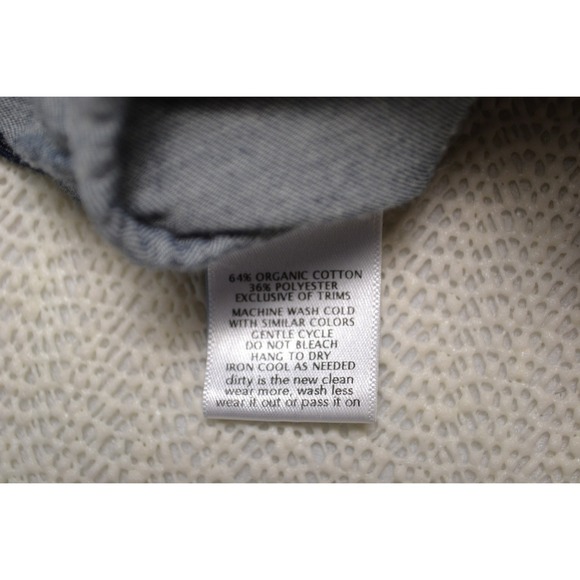 64% ORGANIC COTTON
36% POLYESTER
EXCLUSIVE OF TRIMS
MACHINE WASH COLD
WITH SIMILAR COLORS
GENTLE CYCLE
DO NOT BLEACH
HANG TO DRY
IRON COOL AS NEEDED
dirty is the new clean
wear more, wash less
wear it out or pass it on